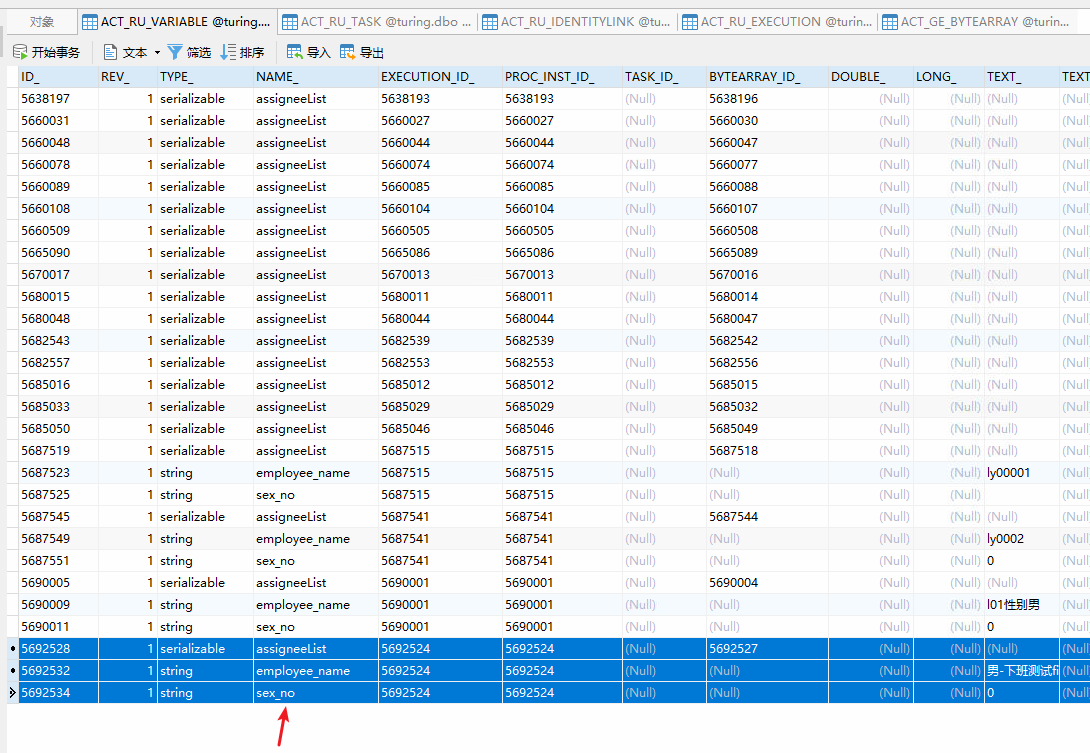 对象 ACT_RU_VARIABLE @turing.... ACT_RU_TASK @turing.dbo ... ACT_RU_IDENTITYLINK @tu... ACT_RU_EXECUTION @turin... ACT_GE_BYTEARRAY @turin...
开始事务 文本 筛选 排序 导入 导出
ID_ REV_ TYPE_ NAME_ EXECUTION_ID_ PROC_INST_ID_ TASK_ID_ BYTEARRAY_ID_ DOUBLE_ LONG_ TEXT_ TEXT
5638197 1 serializable assigneeList 5638193 5638193 (Null) 5638196 (Null) (Null) (Null) (Null
5660031 1 serializable assigneeList 5660027 5660027 (Null) 5660030 (Null) (Null) (Null) (Null
5660048 1 serializable assigneeList 5660044 5660044 (Null) 5660047 (Null) (Null) (Null) (Null
5660078 1 serializable assigneeList 5660074 5660074 (Null) 5660077 (Null) (Null) (Null) (Null
5660089 1 serializable assigneeList 5660085 5660085 (Null) 5660088 (Null) (Null) (Null) (Null
5660108 1 serializable assigneeList 5660104 5660104 (Null) 5660107 (Null) (Null) (Null) (Null
5660509 1 serializable assigneeList 5660505 5660505 (Null) 5660508 (Null) (Null) (Null) (Null
5665090 1 serializable assigneeList 5665086 5665086 (Null) 5665089 (Null) (Null) (Null) (Null
5670017 1 serializable assigneeList 5670013 5670013 (Null) 5670016 (Null) (Null) (Null) (Null
5680015 1 serializable assigneeList 5680011 5680011 (Null) 5680014 (Null) (Null) (Null) (Null
5680048 1 serializable assigneeList 5680044 5680044 (Null) 5680047 (Null) (Null) (Null) (Null
5682543 1 serializable assigneeList 5682539 5682539 (Null) 5682542 (Null) (Null) (Null) (Null
5682557 1 serializable assigneeList 5682553 5682553 (Null) 5682556 (Null) (Null) (Null) (Null
5685016 1 serializable assigneeList 5685012 5685012 (Null) 5685015 (Null) (Null) (Null) (Null
5685033 1 serializable assigneeList 5685029 5685029 (Null) 5685032 (Null) (Null) (Null) (Null
5685050 1 serializable assigneeList 5685046 5685046 (Null) 5685049 (Null) (Null) (Null) (Null
5687519 1 serializable assigneeList 5687515 5687515 (Null) 5687518 (Null) (Null) (Null) (Null
5687523 1 string employee_name 5687515 5687515 (Null) (Null) (Null) (Null) ly00001 (Null
5687525 1 string sex_no 5687515 5687515 (Null) (Null) (Null) (Null) (Null
5687545 1 serializable assigneeList 5687541 5687541 (Null) 5687544 (Null) (Null) (Null) (Null
5687549 1 string employee_name 5687541 5687541 (Null) (Null) (Null) (Null) ly0002 (Null
5687551 1 string sex_no 5687541 5687541 (Null) (Null) (Null) (Null) 0 (Null
5690005 1 serializable assigneeList 5690001 5690001 (Null) 5690004 (Null) (Null) (Null) (Null
5690009 1 string employee_name 5690001 5690001 (Null) (Null) (Null) (Null) l01性别男 (Null
5690011 1 string sex_no 5690001 5690001 (Null) (Null) (Null) (Null) 0 (Null
5692528 1 serializable assigneeList 5692524 5692524 (Null) 5692527 (Null) (Null) (Null) (Null
5692532 1 string employee_name 5692524 5692524 (Null) (Null) (Null) (Null) 男-下班测试fi (Null
5692534 1 string sex_no 5692524 5692524 (Null) (Null) (Null) (Null) 0 (Null